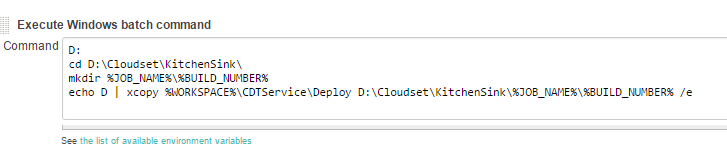 Execute Windows batch command
Command
D:
cd D:\Cloudset\KitchenSink\
mkdir %JOB_NAME%\%BUILD_NUMBER%
echo D | xcopy %WORKSPACE%\CDTService\Deploy D:\Cloudset\KitchenSink\%JOB_NAME%\%BUILD_NUMBER% /e
See the list of available environment variables